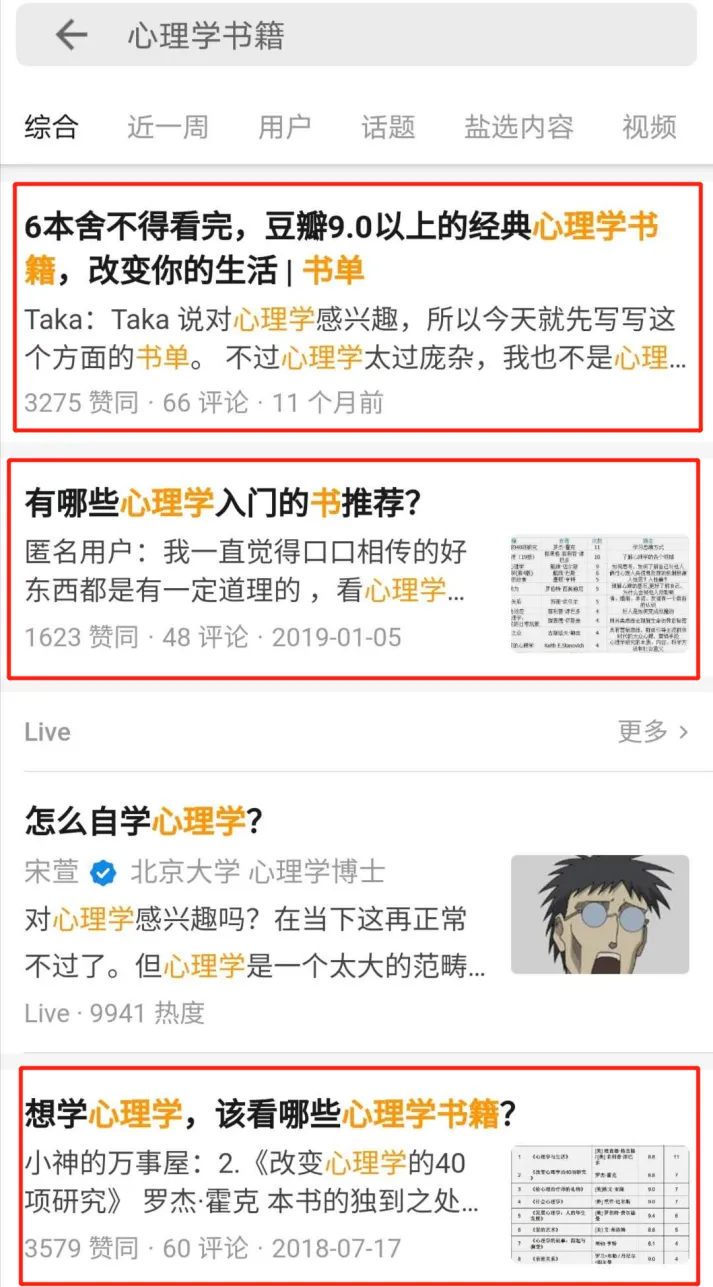 心理学书籍
综合 近一周 用户 话题 盐选内容 视频
6本舍不得看完，豆瓣9.0以上的经典心理学书
籍，改变你的生活 | 书单
Taka：Taka 说对心理学感兴趣，所以今天就先写写这
个方面的书单。 不过心理学太过庞杂，我也不是心理...
3275 赞同 · 66 评论 · 11 个月前
有哪些心理学入门的书推荐？
匿名用户：我一直觉得口口相传的好
东西都是有一定道理的 ，看心理学...
1623 赞同 · 48 评论 · 2019-01-05
Live 更多
怎么自学心理学？
宋萱 北京大学 心理学博士
对心理学感兴趣吗？在当下这再正常
不过了。但心理学是一个太大的范畴...
Live · 9941 热度
想学心理学，该看哪些心理学书籍？
小神的万事屋：2.《改变心理学的40
项研究》 罗杰·霍克 本书的独到之处...
3579 赞同 · 60 评论 · 2018-07-17